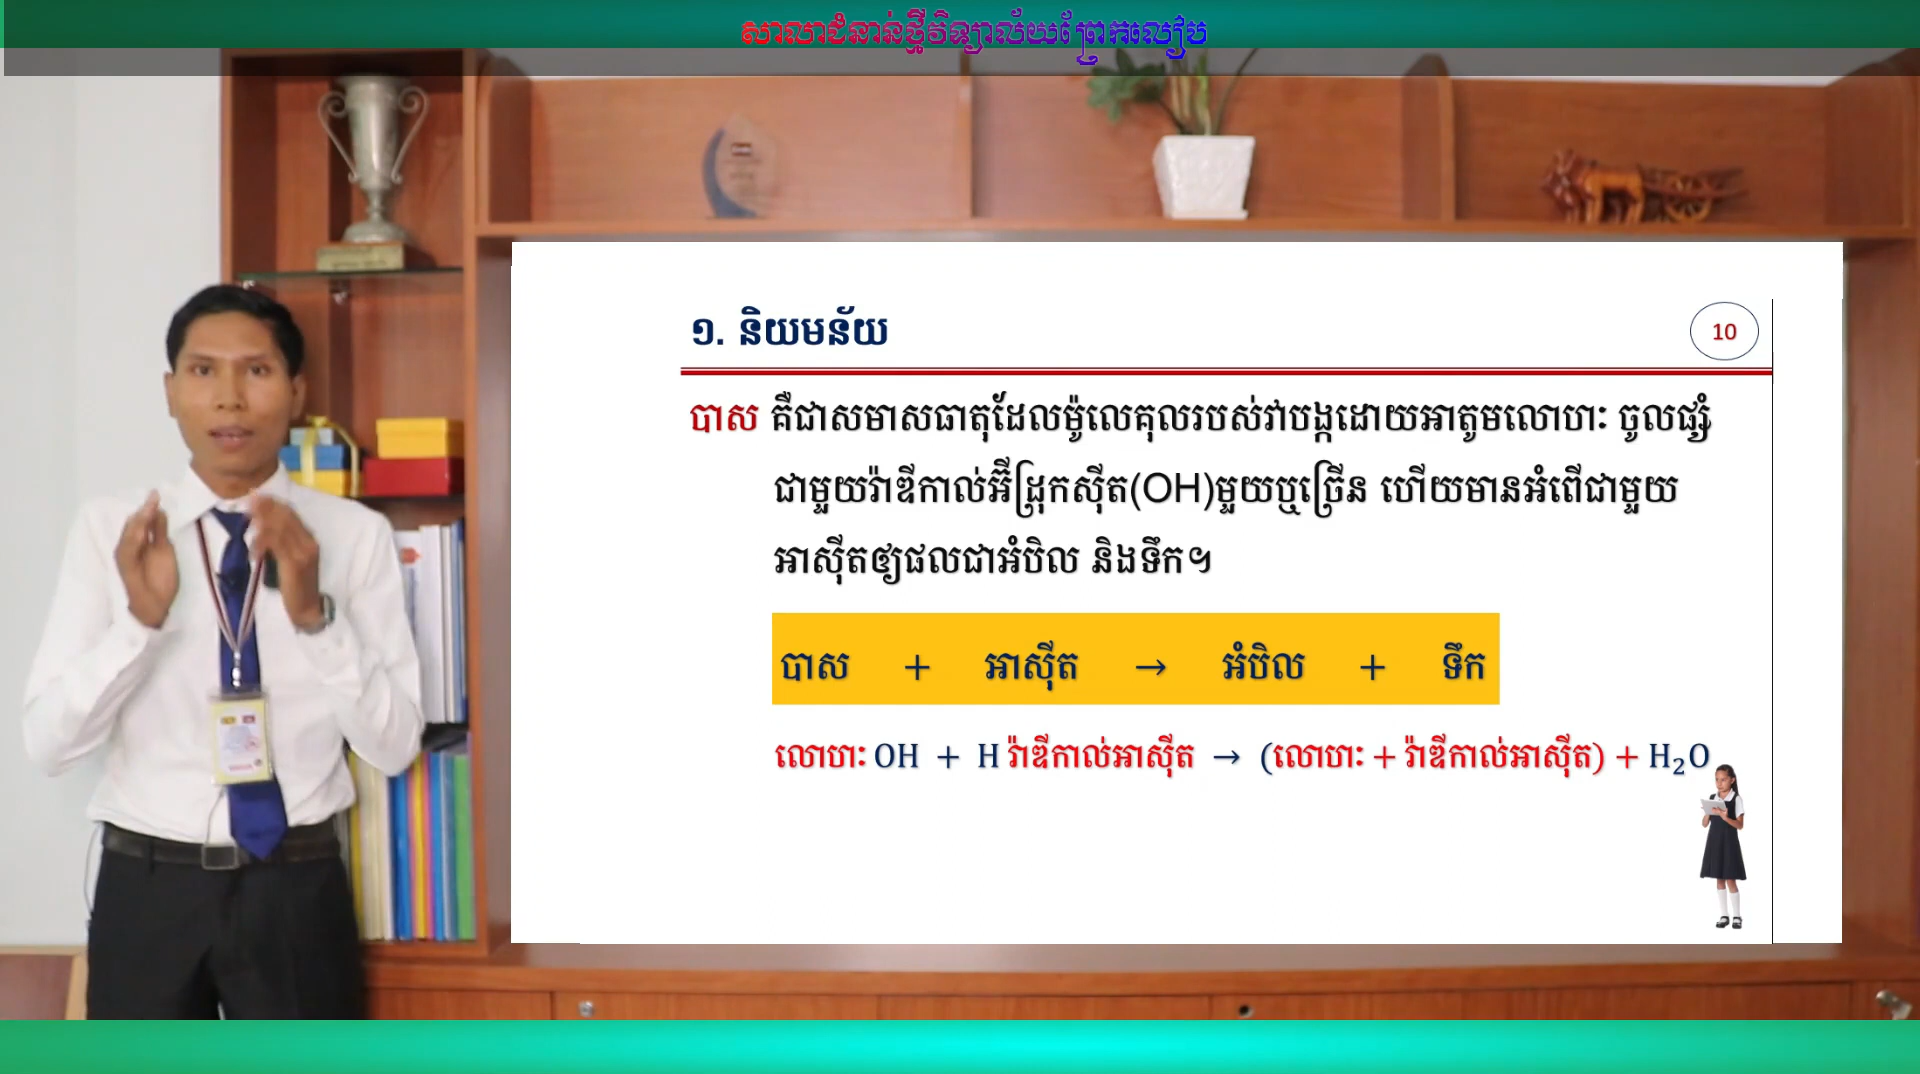 សាលាជំនាន់ថ្មីវិទ្យាល័យព្រែកលៀប
១. និយមន័យ
10
បាស គឺជាសមាសធាតុដែលម៉ូលេគុលរបស់វាបង្កដោយអាតូមលោហៈ ចូលផ្សំ
ជាមួយរ៉ាឌីកាល់អ៊ីដ្រុកស៊ីត(OH)មួយឬច្រើន ហើយមានអំពើជាមួយ
អាស៊ីតឲ្យផលជាអំបិល និងទឹក។
បាស + អាស៊ីត → អំបិល + ទឹក
លោហៈ OH + H រ៉ាឌីកាល់អាស៊ីត → (លោហៈ + រ៉ាឌីកាល់អាស៊ីត) + H₂O